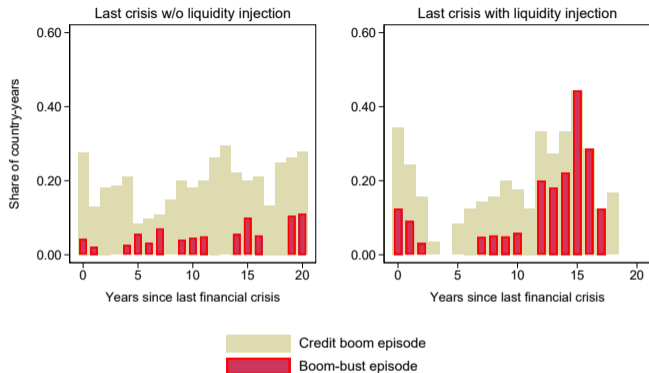 Last crisis w/o liquidity injection
Last crisis with liquidity injection
Share of country-years
0.60
0.40
0.20
0.00
0 5 10 15 20
Years since last financial crisis
0.60
0.40
0.20
0.00
0 5 10 15 20
Years since last financial crisis
Credit boom episode
Boom-bust episode